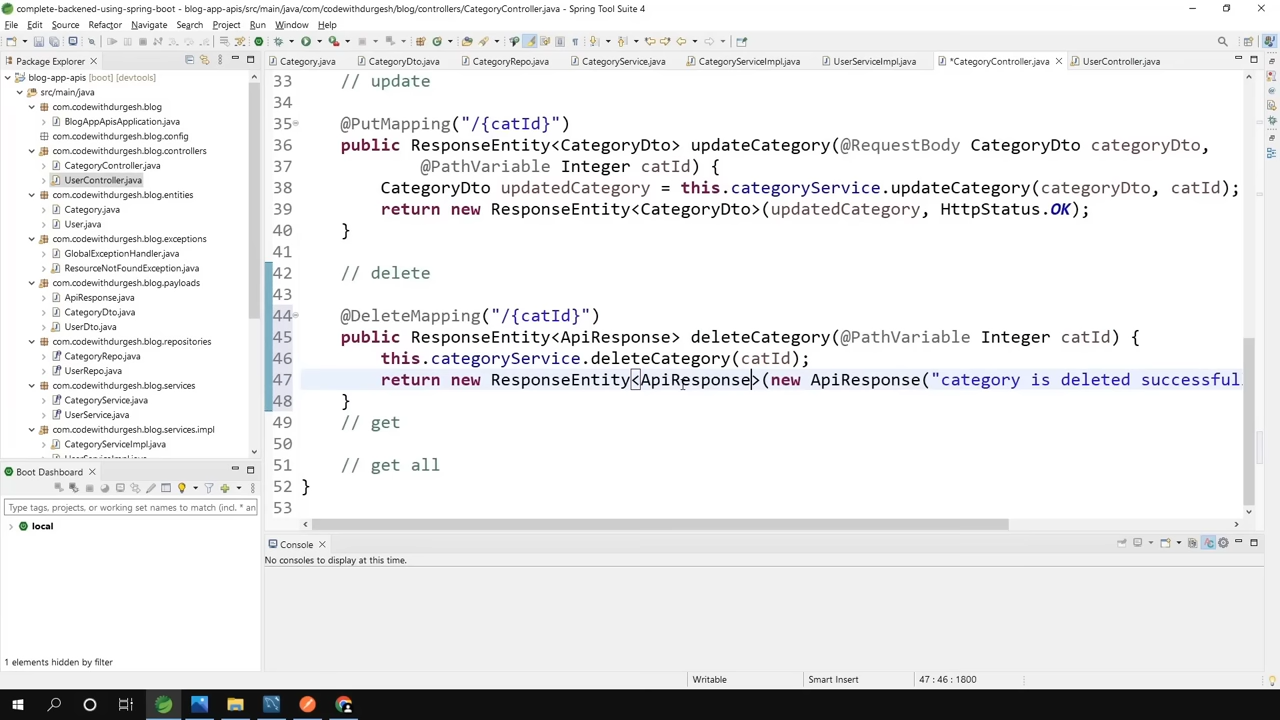 complete-backened-using-spring-boot - blog-app-apis/src/main/java/com/codewithdurgesh/blog/controllers/CategoryController.java - Spring Tool Suite 4
File Edit Source Refactor Navigate Search Project Run Window Help
Package Explorer
Category.java CategoryDto.java CategoryRepo.java CategoryService.java CategoryServiceImpl.java UserServiceImpl.java *CategoryController.java UserController.java
blog-app-apis [boot] [devtools]
src/main/java
com.codewithdurgesh.blog
BlogAppApisApplication.java
com.codewithdurgesh.blog.config
com.codewithdurgesh.blog.controllers
CategoryController.java
UserController.java
com.codewithdurgesh.blog.entities
Category.java
User.java
com.codewithdurgesh.blog.exceptions
GlobalExceptionHandler.java
ResourceNotFoundException.java
com.codewithdurgesh.blog.payloads
ApiResponse.java
CategoryDto.java
UserDto.java
com.codewithdurgesh.blog.repositories
CategoryRepo.java
UserRepo.java
com.codewithdurgesh.blog.services
CategoryService.java
UserService.java
com.codewithdurgesh.blog.services.impl
CategoryServiceImpl.java
33 // update
34
35 @PutMapping("/{catId}")
36 public ResponseEntity<CategoryDto> updateCategory(@RequestBody CategoryDto categoryDto,
37 @PathVariable Integer catId) {
38 CategoryDto updatedCategory = this.categoryService.updateCategory(categoryDto, catId);
39 return new ResponseEntity<CategoryDto>(updatedCategory, HttpStatus.OK);
40 }
41
42 // delete
43
44 @DeleteMapping("/{catId}")
45 public ResponseEntity<ApiResponse> deleteCategory(@PathVariable Integer catId) {
46 this.categoryService.deleteCategory(catId);
47 return new ResponseEntity<ApiResponse>(new ApiResponse("category is deleted successful
48 }
49 // get
50
51 // get all
52 }
53
Boot Dashboard
Type tags, projects, or working set names to match (incl. * an
local
1 elements hidden by filter
Console
No consoles to display at this time.
Writable Smart Insert 47 : 46 : 1800